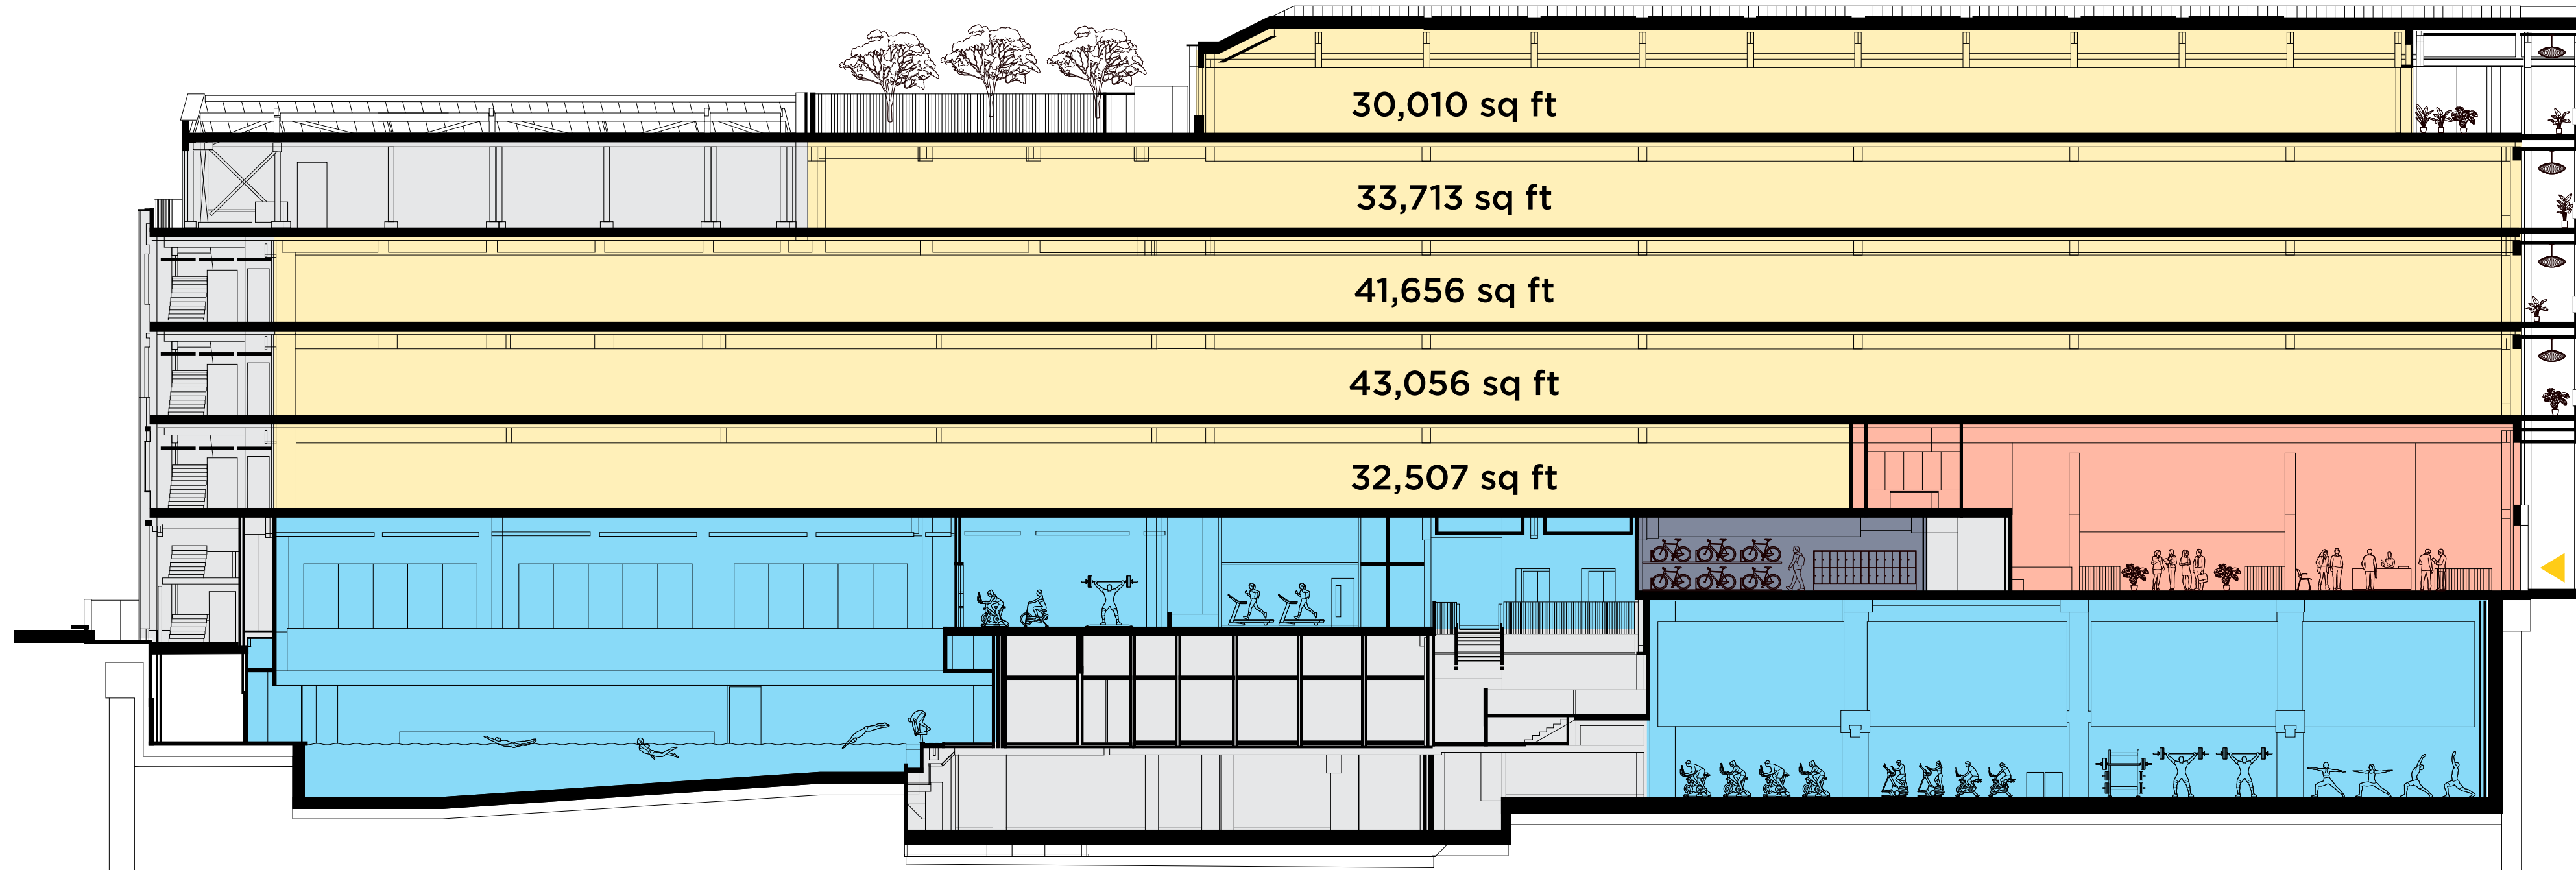 30,010 sq ft
33,713 sq ft
41,656 sq ft
43,056 sq ft
32,507 sq ft